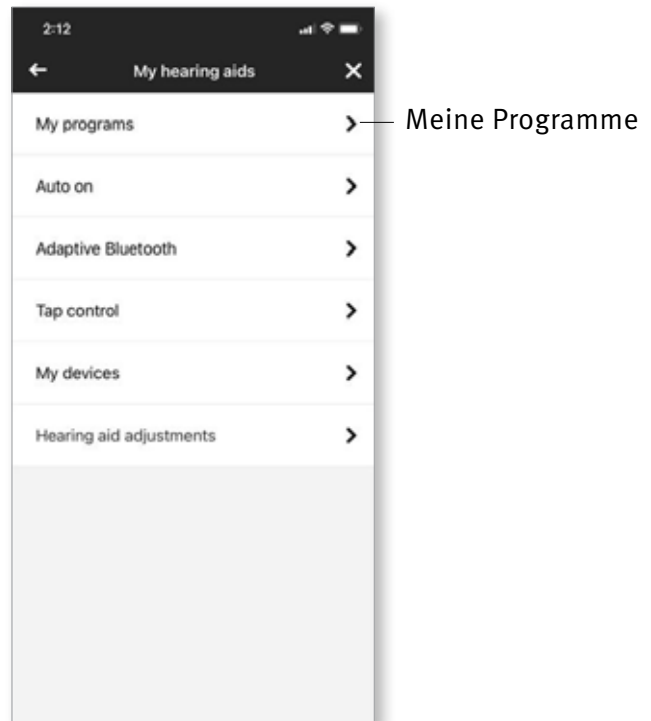 2:12
My hearing aids
My programs
Meine Programme
Auto on
Adaptive Bluetooth
Tap control
My devices
Hearing aid adjustments